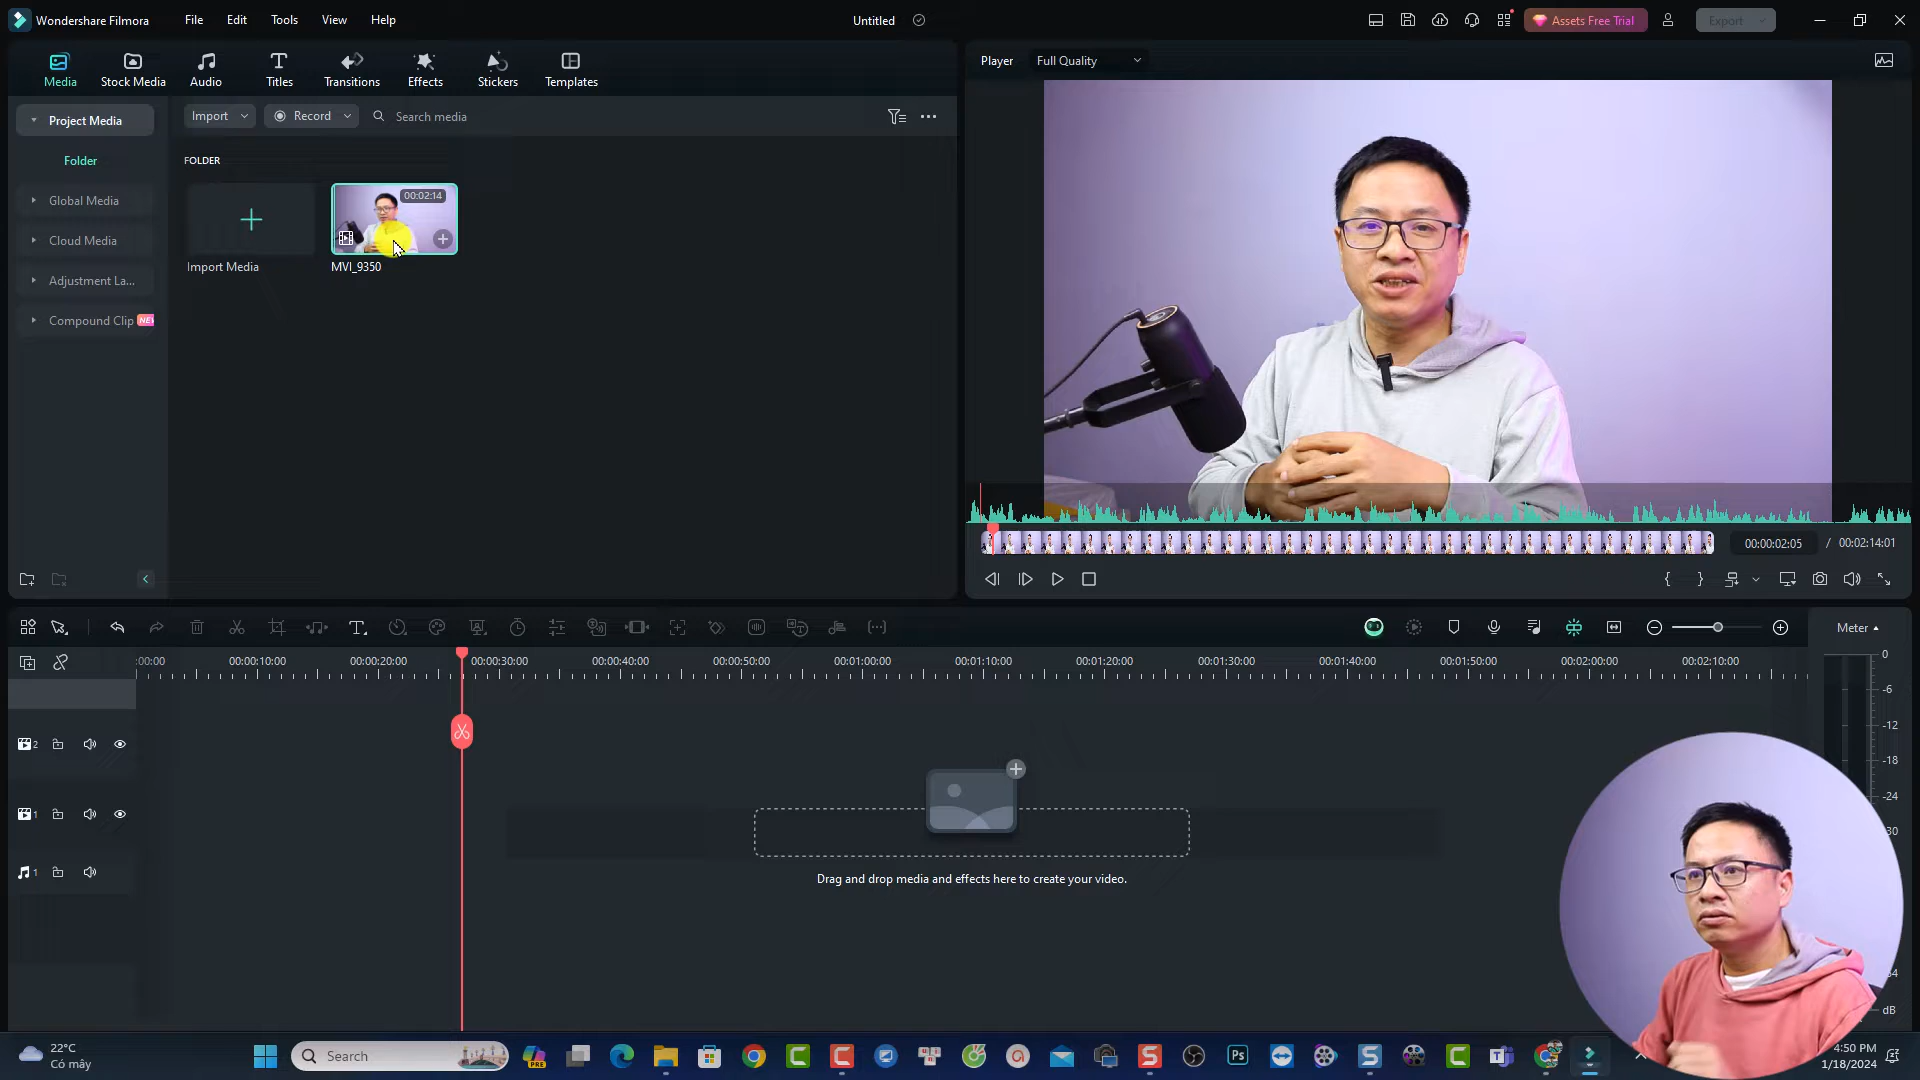 Wondershare Filmora
File
Edit
Tools
View
Help
Untitled
Assets Free Trial
Export
Media
Stock Media
Audio
Titles
Transitions
Effects
Stickers
Templates
Player
Full Quality
Project Media
Folder
Global Media
Cloud Media
Adjustment La...
Compound Clip
NEW
Import
Record
Search media
FOLDER
00:02:14
Import Media
MVI_9350
00:00:02:05
/ 00:02:14:01
Meter
:00:00
00:00:10:00
00:00:20:00
00:00:30:00
00:00:40:00
00:00:50:00
00:01:00:00
00:01:10:00
00:01:20:00
00:01:30:00
00:01:40:00
00:01:50:00
00:02:00:00
00:02:10:00
2
1
1
Drag and drop media and effects here to create your video.
0
-6
-12
-18
-24
30
dB
22°C
Có mây
Search
PRE
Ps
4:50 PM
1/18/2024